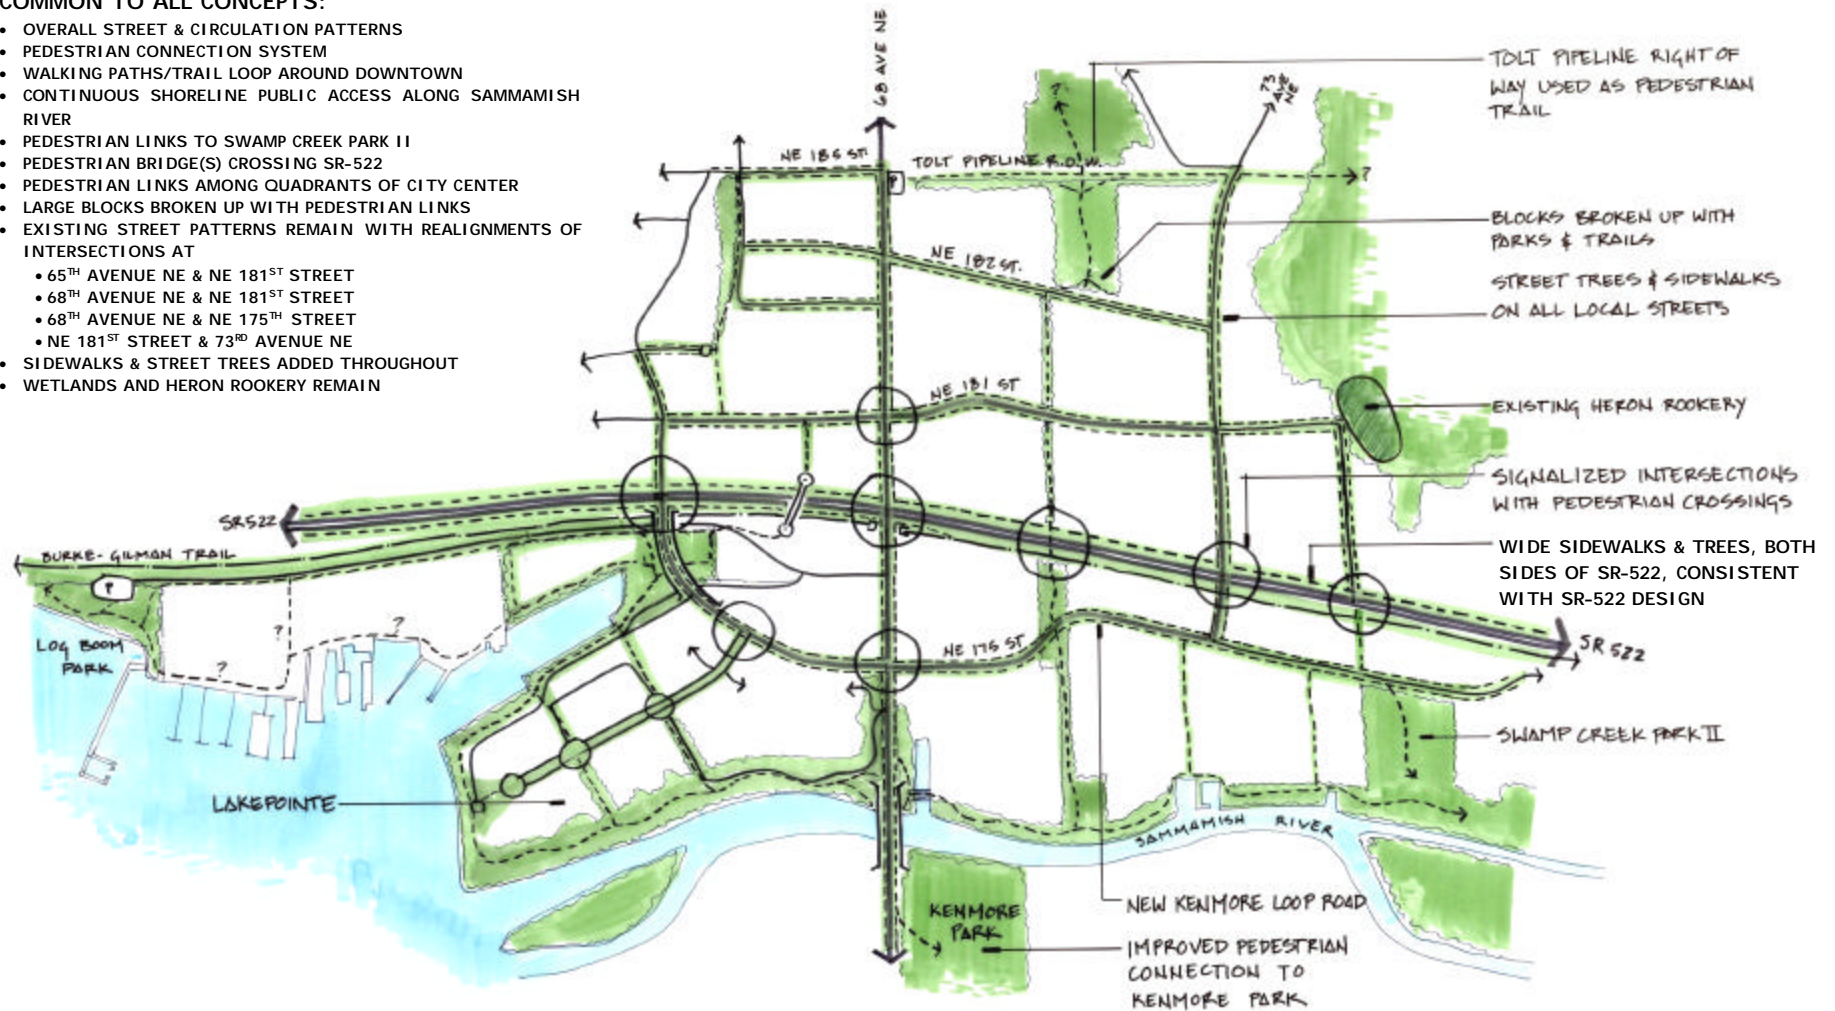 COMMON TO ALL CONCEPTS:
• OVERALL STREET & CIRCULATION PATTERNS
• PEDESTRIAN CONNECTION SYSTEM
• WALKING PATHS/TRAIL LOOP AROUND DOWNTOWN
• CONTINUOUS SHORELINE PUBLIC ACCESS ALONG SAMMAMISH
RIVER
• PEDESTRIAN LINKS TO SWAMP CREEK PARK II
• PEDESTRIAN BRIDGE(S) CROSSING SR-522
• PEDESTRIAN LINKS AMONG QUADRANTS OF CITY CENTER
• LARGE BLOCKS BROKEN UP WITH PEDESTRIAN LINKS
• EXISTING STREET PATTERNS REMAIN WITH REALIGNMENTS OF
INTERSECTIONS AT
• 65TH AVENUE NE & NE 181ST STREET
• 68TH AVENUE NE & NE 181ST STREET
• 68TH AVENUE NE & NE 175TH STREET
• NE 181ST STREET & 73RD AVENUE NE
• SIDEWALKS & STREET TREES ADDED THROUGHOUT
• WETLANDS AND HERON ROOKERY REMAIN
68 AVE NE
73
AVE
NE
?
TOLT PIPELINE RIGHT OF
WAY USED AS PEDESTRIAN
TRAIL
NE 185 ST.
TOLT PIPELINE R.O.W.
P
?
BLOCKS BROKEN UP WITH
PARKS & TRAILS
NE 182 ST.
STREET TREES & SIDEWALKS
ON ALL LOCAL STREETS
NE 181 ST
EXISTING HERON ROOKERY
SIGNALIZED INTERSECTIONS
WITH PEDESTRIAN CROSSINGS
SR522
BURKE-GILMAN TRAIL
P
WIDE SIDEWALKS & TREES, BOTH
SIDES OF SR-522, CONSISTENT
WITH SR-522 DESIGN
SR 522
LOG BOOM
PARK
?
?
?
NE 175 ST
SWAMP CREEK PARK II
LAKEPOINTE
SAMMAMISH RIVER
NEW KENMORE LOOP ROAD
KENMORE
PARK
IMPROVED PEDESTRIAN
CONNECTION TO
KENMORE PARK